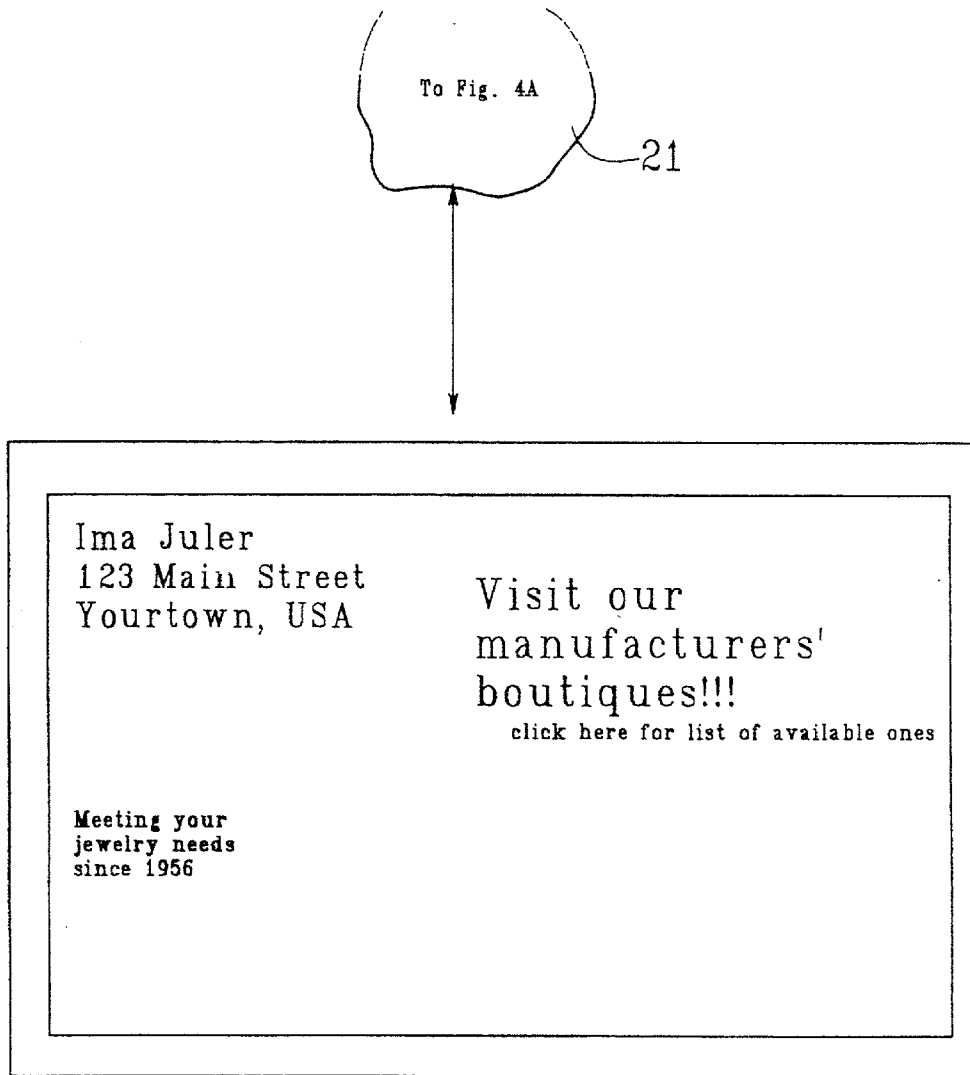 To Fig. 4A
21
Ima Juler
123 Main Street
Yourtown, USA
Visit our
manufacturers'
boutiques!!!
click here for list of available ones
Meeting your
jewelry needs
since 1956